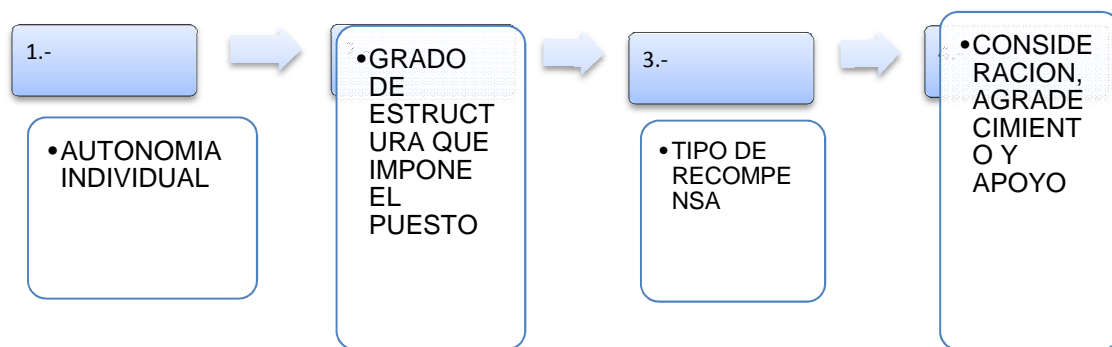 1.-
•AUTONOMIA
INDIVIDUAL
•GRADO
DE
ESTRUCT
URA QUE
IMPONE
EL
PUESTO
3.-
•TIPO DE
RECOMPE
NSA
•CONSIDE
RACION,
AGRADE
CIMIENT
O Y
APOYO